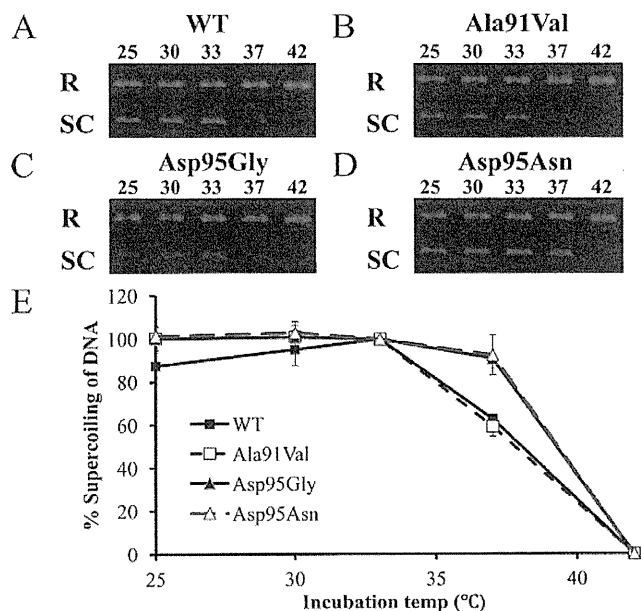 A
WT
25 30 33 37 42
R
SC
B
Ala91Val
25 30 33 37 42
R
SC
C
Asp95Gly
25 30 33 37 42
R
SC
D
Asp95Asn
25 30 33 37 42
R
SC
E
% Supercoiling of DNA
120
100
80
60
40
20
0
WT
Ala91Val
Asp95Gly
Asp95Asn
25 30 35 40
Incubation temp (°C)